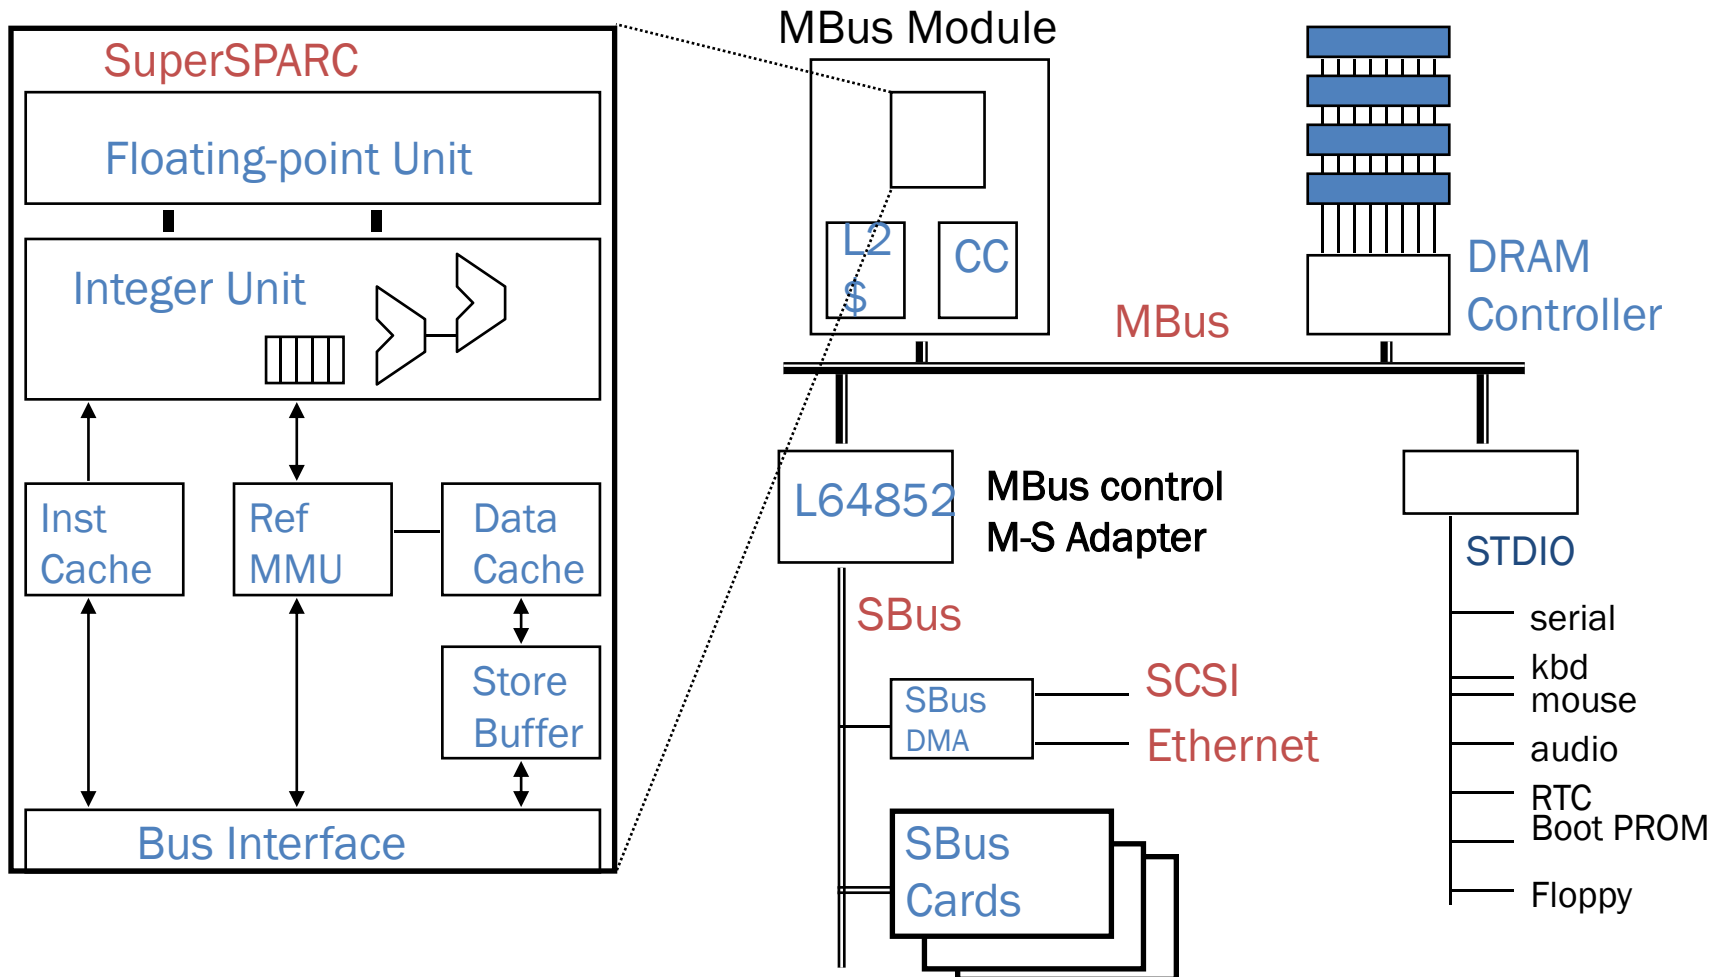 SuperSPARC
Floating-point Unit
Integer Unit
Inst
Cache
Ref
MMU
Data
Cache
Store
Buffer
Bus Interface
MBus Module
L2
$
CC
MBus
DRAM
Controller
L64852
MBus control
M-S Adapter
STDIO
SBus
serial
kbd
mouse
audio
RTC
Boot PROM
Floppy
SBus
DMA
SCSI
Ethernet
SBus
Cards